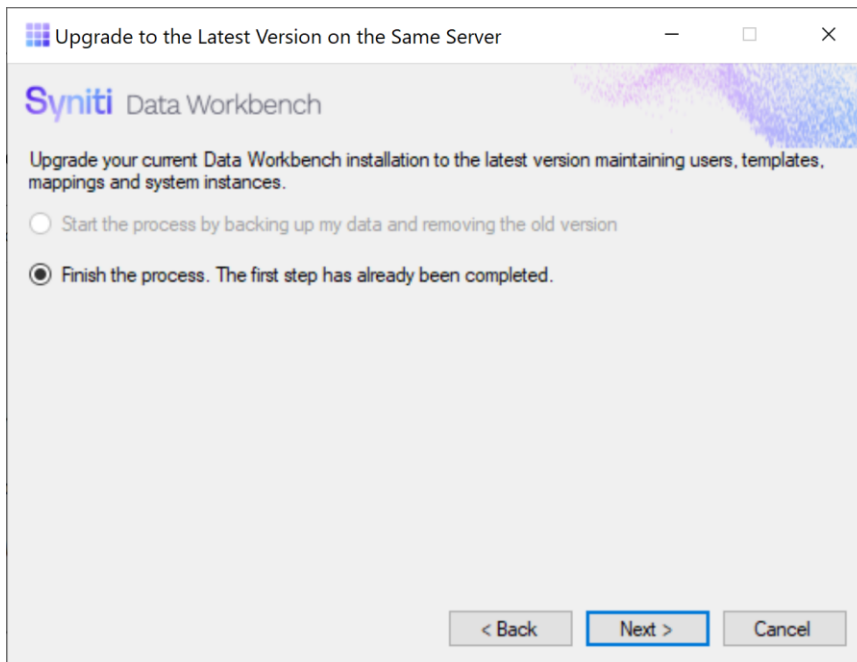 Upgrade to the Latest Version on the Same Server
Syniti Data Workbench
Upgrade your current Data Workbench installation to the latest version maintaining users, templates,
mappings and system instances.
Start the process by backing up my data and removing the old version
Finish the process. The first step has already been completed.
< Back Next > Cancel